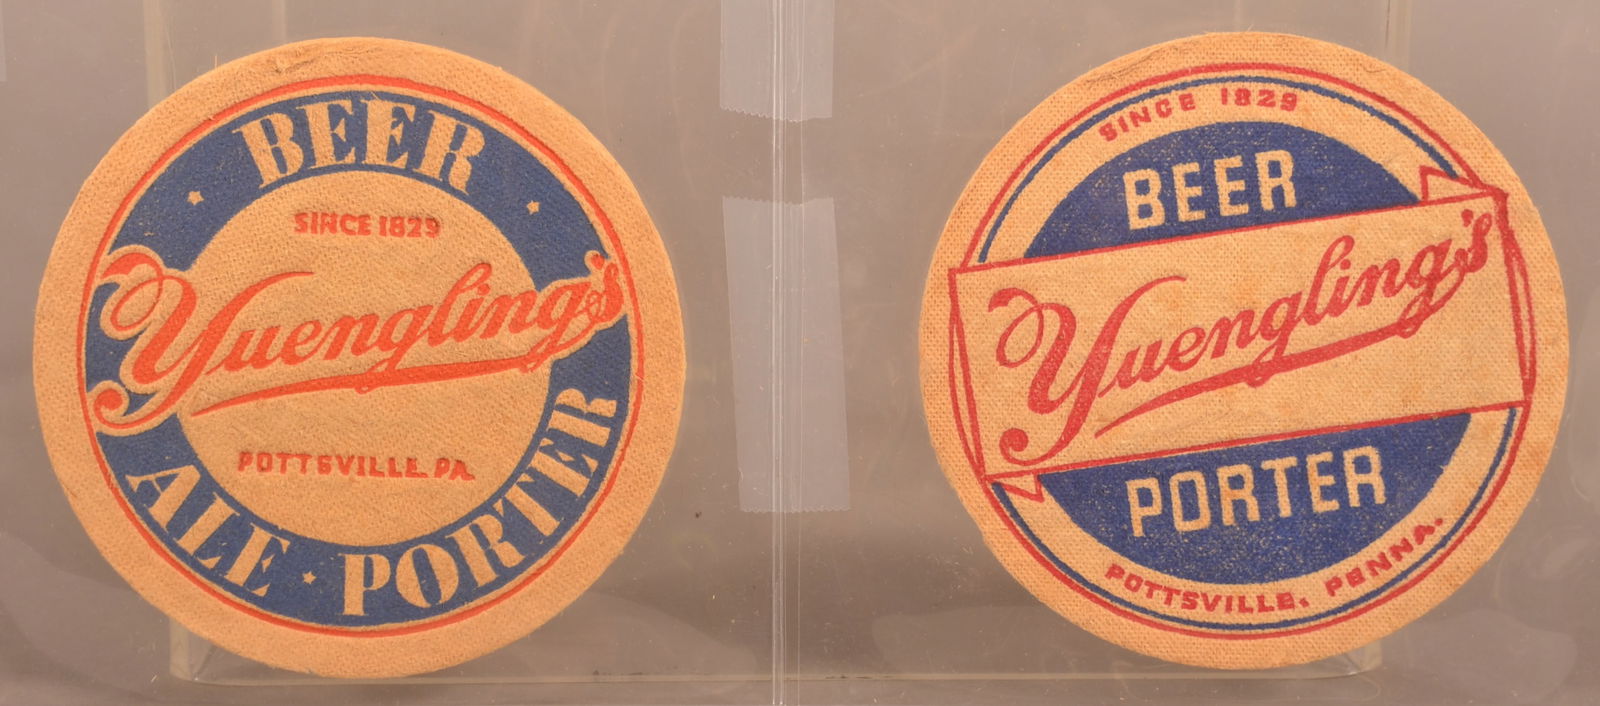 BEER
SINCE 1829
Yuengling's
POTTSVILLE, PA.
ALE · PORTER
SINCE 1829
BEER
Yuengling's
PORTER
POTTSVILLE, PENNA.